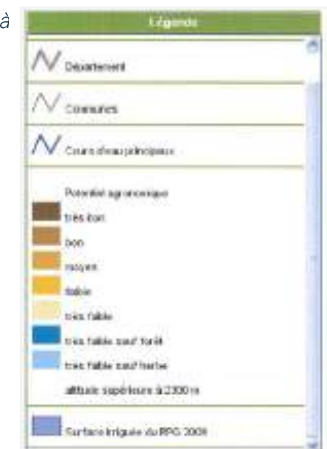 à
Légende
Département
Communes
Cours d'eau principaux
Potentiel agronomique
très bon
bon
moyen
faible
très faible
très faible sauf forêt
très faible sauf herbe
altitude supérieure à 2300 m
Surface irriguée du RPG 2009